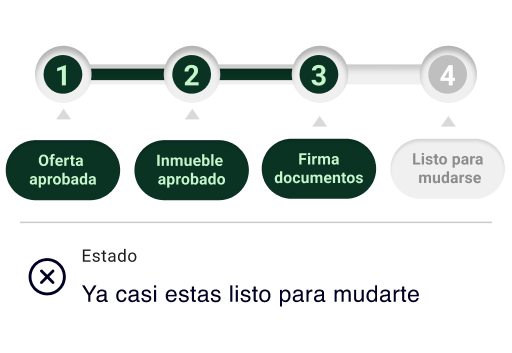 1 2 3 4
Oferta
aprobada
Inmueble
aprobado
Firma
documentos
Listo para
mudarse
Estado
Ya casi estas listo para mudarte